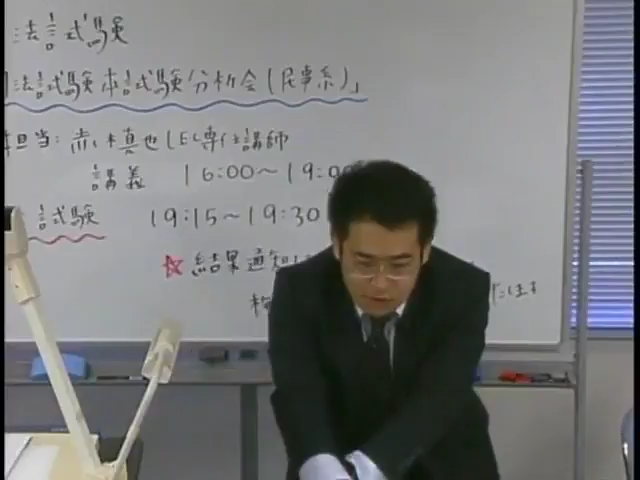 法試験
法試験本試験分析会(民事系)」
担当: 赤木真也LEC専任講師
講義 16:00～19:00
試験 19:15～19:30
☆結果通知